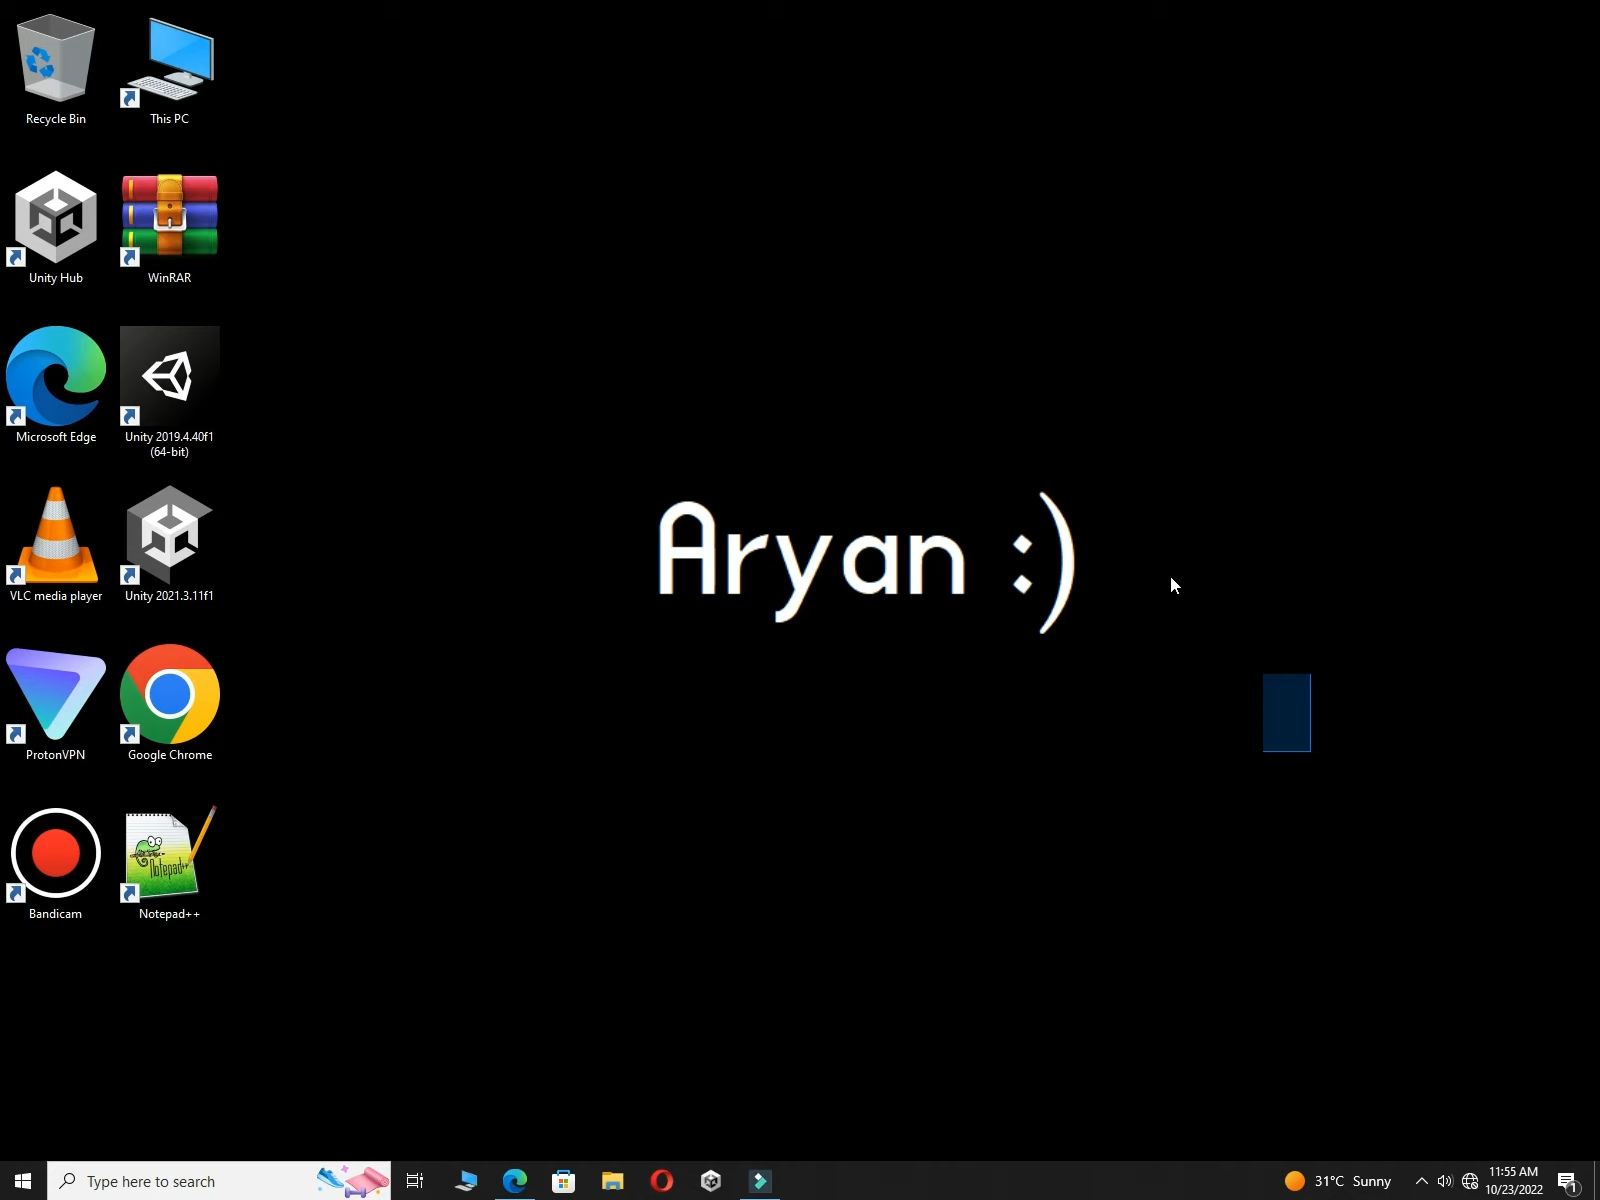 Recycle Bin
This PC
Unity Hub
WinRAR
Microsoft Edge
Unity 2019.4.40f1
(64-bit)
VLC media player
Unity 2021.3.11f1
ProtonVPN
Google Chrome
Bandicam
Notepad++
Notepad++
Aryan :)
Type here to search
31°C Sunny
11:55 AM
10/23/2022
1